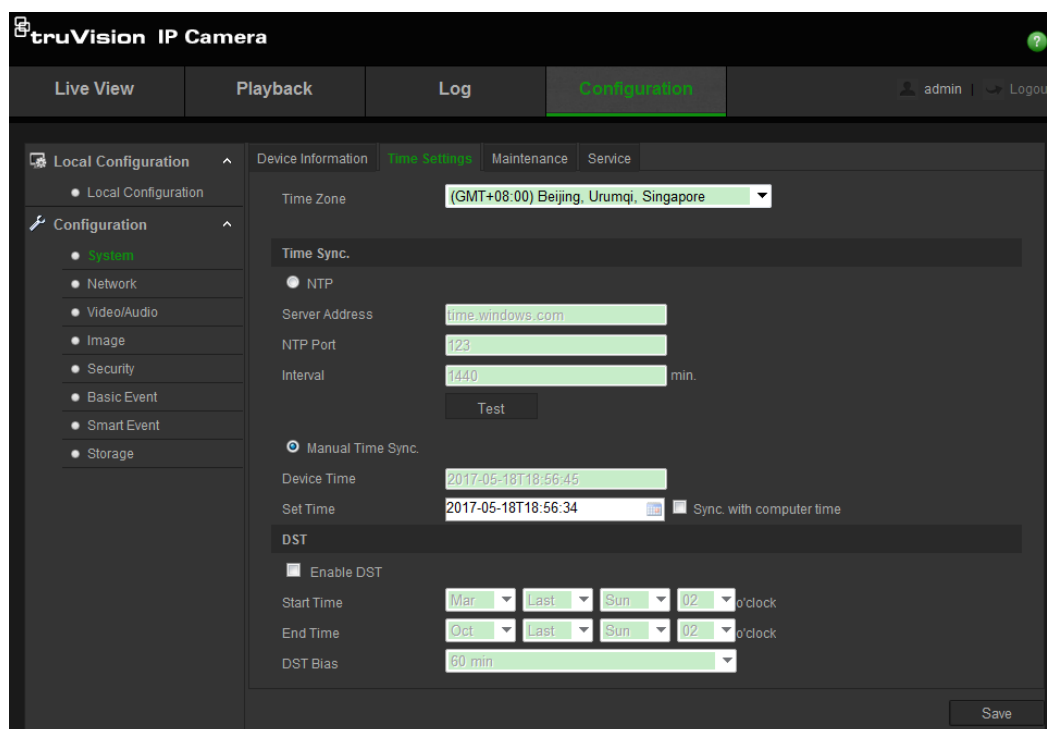 truVision IP Camera
?
Live View
Playback
Log
Configuration
admin
Logou
Local Configuration
Local Configuration
Configuration
System
Network
Video/Audio
Image
Security
Basic Event
Smart Event
Storage
Device Information
Time Settings
Maintenance
Service
Time Zone (GMT+08:00) Beijing, Urumqi, Singapore
Time Sync.
NTP
Server Address time.windows.com
NTP Port 123
Interval 1440 min.
Test
Manual Time Sync.
Device Time 2017-05-18T18:56:45
Set Time 2017-05-18T18:56:34 Sync. with computer time
DST
Enable DST
Start Time Mar Last Sun 02 o'clock
End Time Oct Last Sun 02 o'clock
DST Bias 60 min
Save